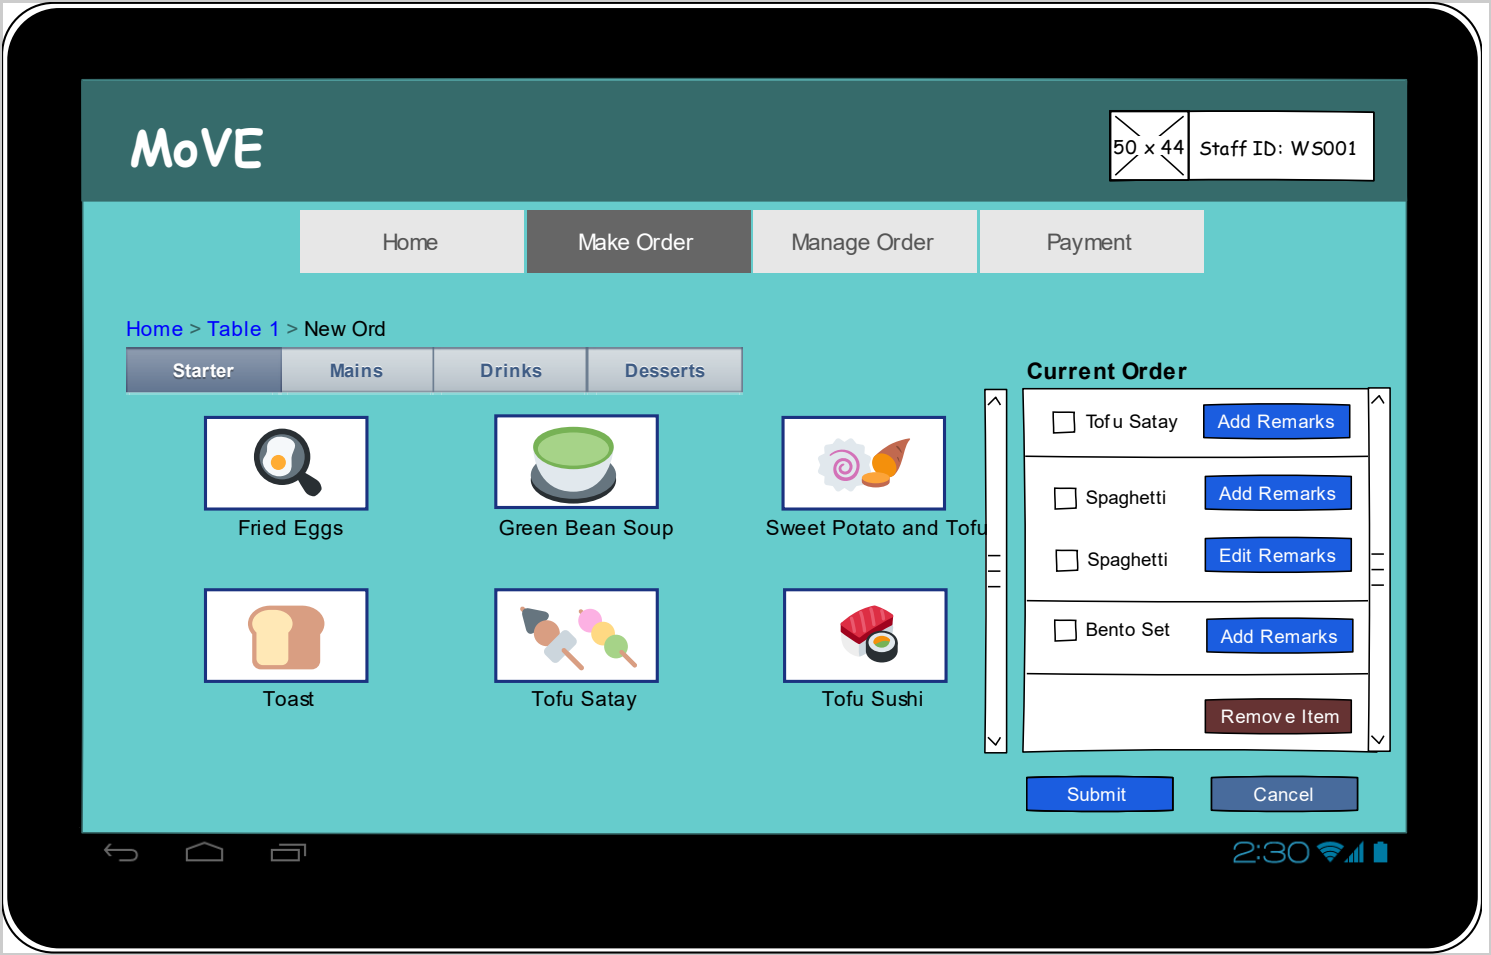 MoVE
50 x 44
Staff ID: WS001
Home
Make Order
Manage Order
Payment
Home > Table 1 > New Ord
Starter
Mains
Drinks
Desserts
Current Order
Tofu Satay
Add Remarks
Spaghetti
Add Remarks
Spaghetti
Edit Remarks
Bento Set
Add Remarks
Remove Item
Fried Eggs
Green Bean Soup
Sweet Potato and Tofu
Toast
Tofu Satay
Tofu Sushi
Submit
Cancel
2:30